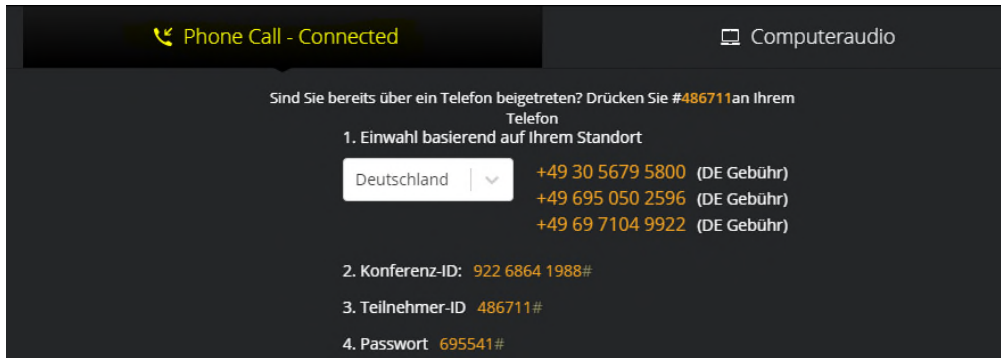 Phone Call - Connected
Computeraudio
Sind Sie bereits über ein Telefon beigetreten? Drücken Sie #486711an Ihrem
Telefon
1. Einwahl basierend auf Ihrem Standort
Deutschland
+49 30 5679 5800 (DE Gebühr)
+49 695 050 2596 (DE Gebühr)
+49 69 7104 9922 (DE Gebühr)
2. Konferenz-ID: 922 6864 1988#
3. Teilnehmer-ID 486711#
4. Passwort 695541#